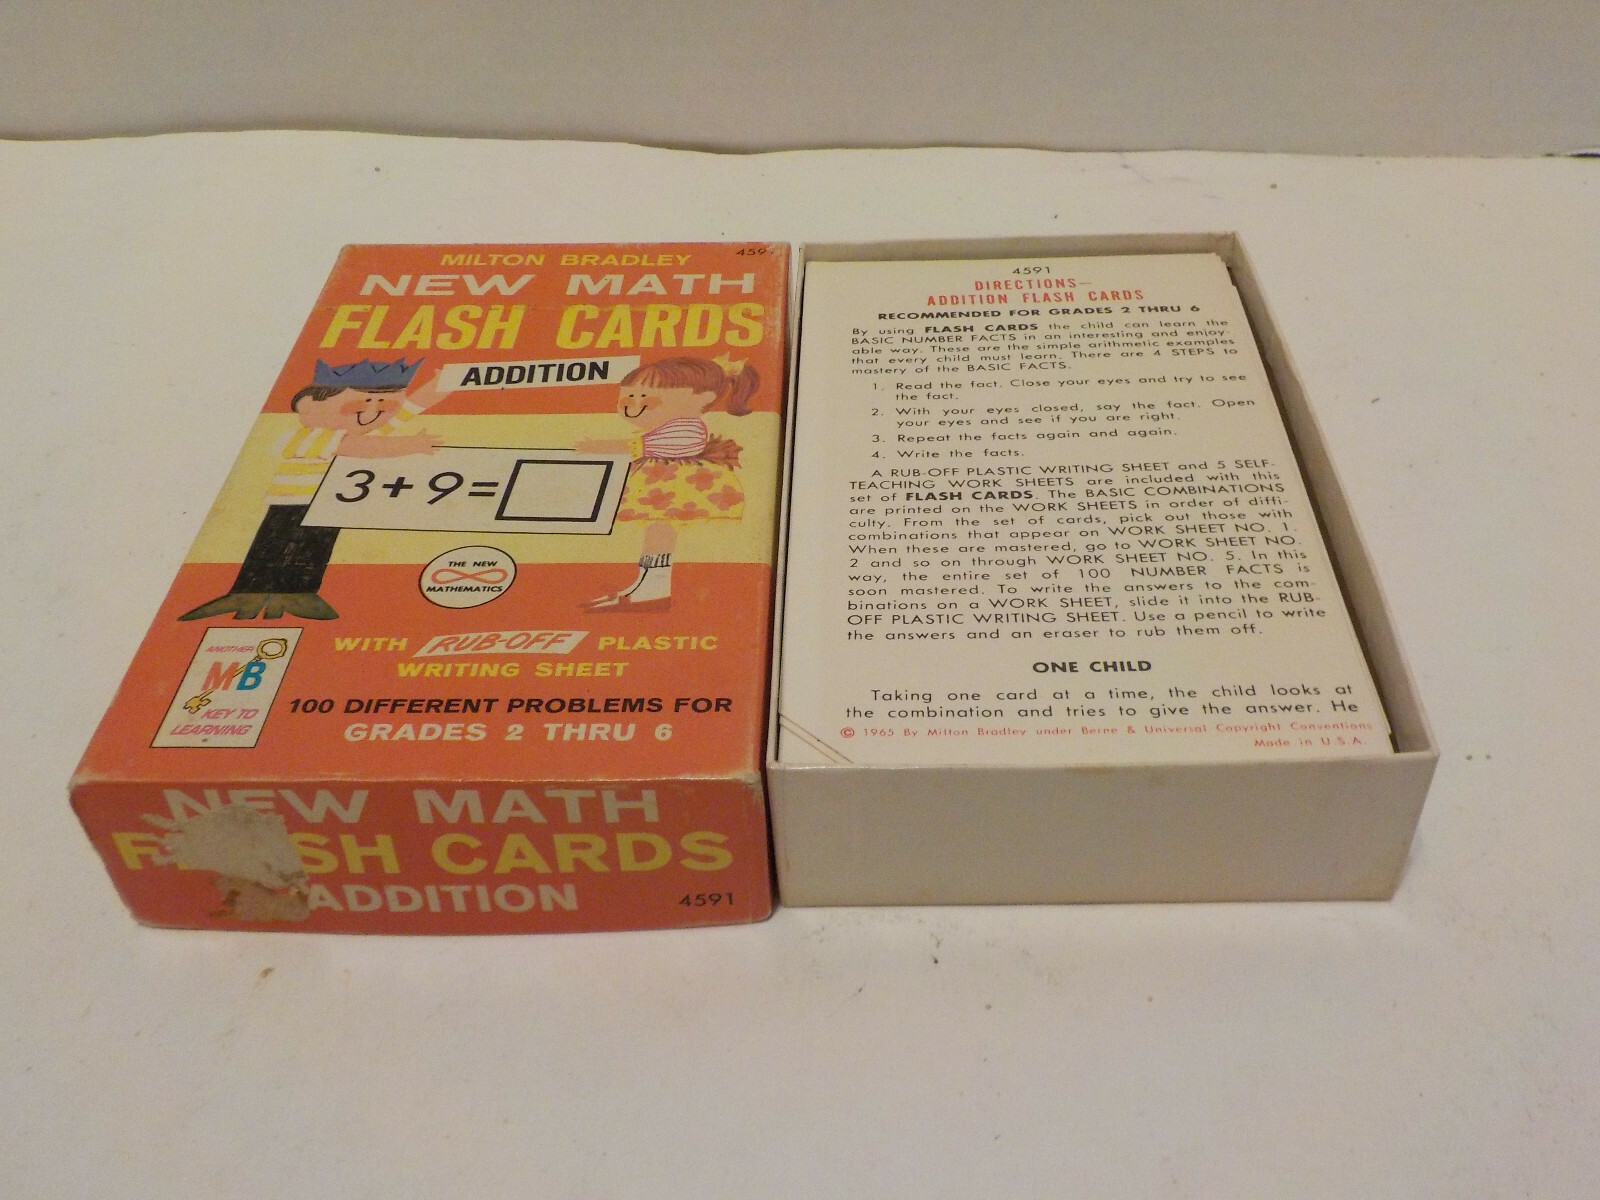 MILTON BRADLEY
459
NEW MATH
FLASH CARDS
ADDITION
3+9=
THE NEW
MATHEMATICS
WITH RUB-OFF PLASTIC
WRITING SHEET
ANOTHER
MB
KEY TO
LEARNING
100 DIFFERENT PROBLEMS FOR
GRADES 2 THRU 6
NEW MATH
FLASH CARDS
ADDITION
4591
4591
DIRECTIONS—
ADDITION FLASH CARDS
RECOMMENDED FOR GRADES 2 THRU 6
By using FLASH CARDS the child can learn the
BASIC NUMBER FACTS in an interesting and enjoy-
able way. These are the simple arithmetic examples
that every child must learn. There are 4 STEPS to
mastery of the BASIC FACTS.
1. Read the fact. Close your eyes and try to see
the fact.
2. With your eyes closed, say the fact. Open
your eyes and see if you are right.
3. Repeat the facts again and again.
4. Write the facts.
A RUB-OFF PLASTIC WRITING SHEET and 5 SELF-
TEACHING WORK SHEETS are included with this
set of FLASH CARDS. The BASIC COMBINATIONS
are printed on the WORK SHEETS in order of diffi-
culty. From the set of cards, pick out those with
combinations that appear on WORK SHEET NO. 1.
When these are mastered, go to WORK SHEET NO.
2 and so on through WORK SHEET NO. 5. In this
way, the entire set of 100 NUMBER FACTS is
soon mastered. To write the answers to the com-
binations on a WORK SHEET, slide it into the RUB-
OFF PLASTIC WRITING SHEET. Use a pencil to write
the answers and an eraser to rub them off.
ONE CHILD
Taking one card at a time, the child looks at
the combination and tries to give the answer. He
© 1965 By Milton Bradley under Berne & Universal Copyright Conventions
Made in U.S.A.